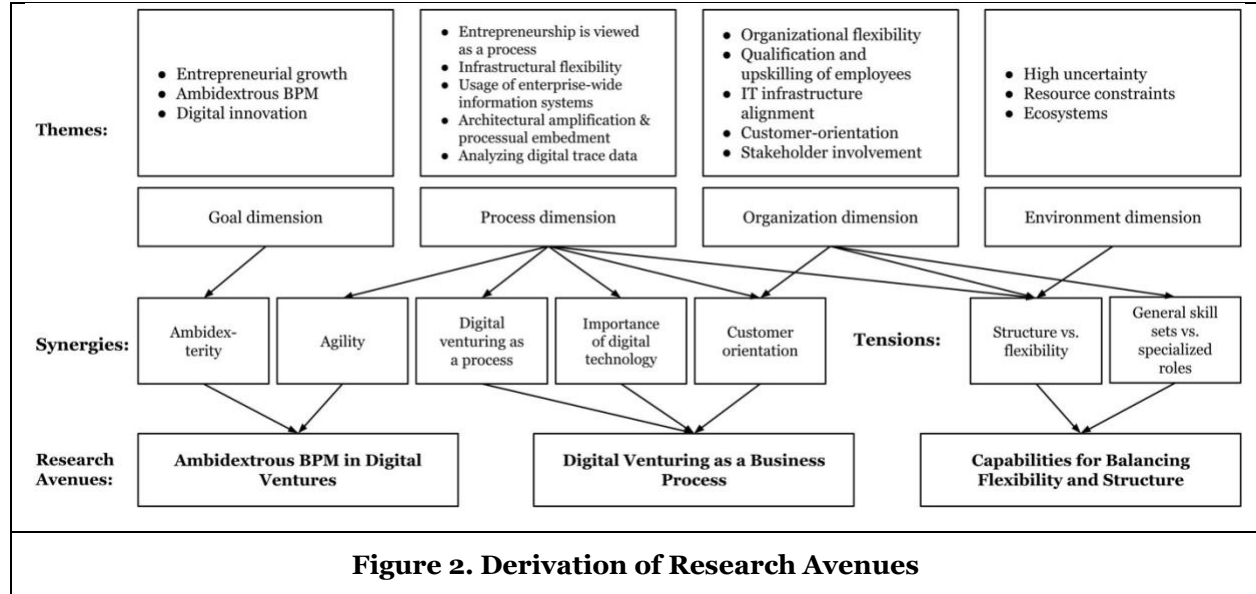 Themes:
● Entrepreneurial growth
● Ambidextrous BPM
● Digital innovation
● Entrepreneurship is viewed
as a process
● Infrastructural flexibility
● Usage of enterprise-wide
information systems
● Architectural amplification &
processual embedment
● Analyzing digital trace data
● Organizational flexibility
● Qualification and
upskilling of employees
● IT infrastructure
alignment
● Customer-orientation
● Stakeholder involvement
● High uncertainty
● Resource constraints
● Ecosystems
Goal dimension
Process dimension
Organization dimension
Environment dimension
Synergies:
Ambidex-
terity
Agility
Digital
venturing as
a process
Importance
of digital
technology
Customer
orientation
Tensions:
Structure vs.
flexibility
General skill
sets vs.
specialized
roles
Research
Avenues:
Ambidextrous BPM in Digital
Ventures
Digital Venturing as a Business
Process
Capabilities for Balancing
Flexibility and Structure
Figure 2. Derivation of Research Avenues